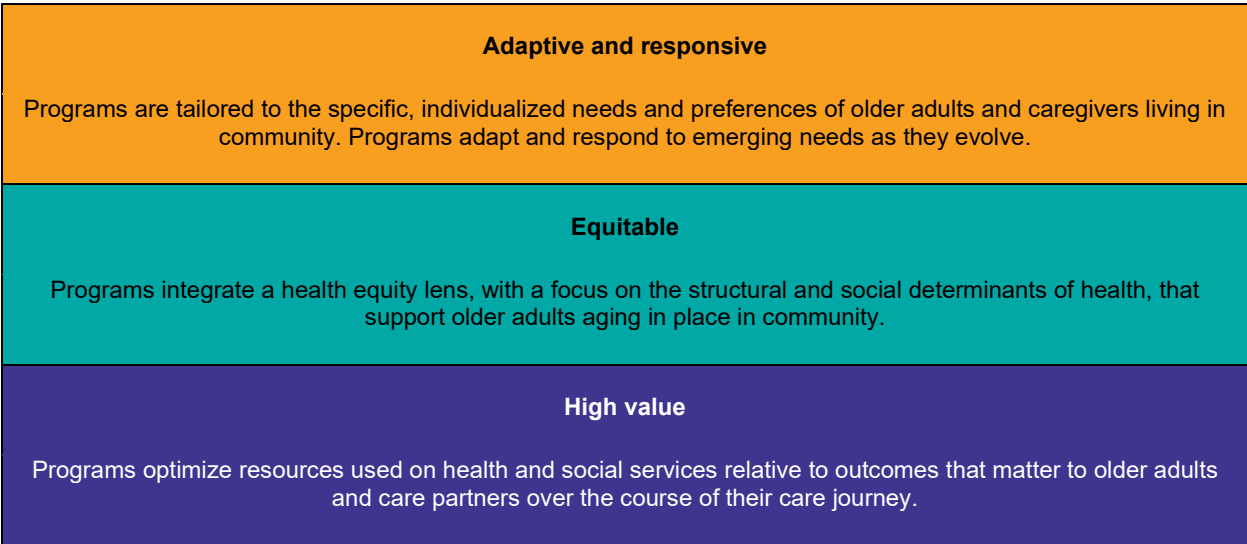 Adaptive and responsive
Programs are tailored to the specific, individualized needs and preferences of older adults and caregivers living in
community. Programs adapt and respond to emerging needs as they evolve.
Equitable
Programs integrate a health equity lens, with a focus on the structural and social determinants of health, that
support older adults aging in place in community.
High value
Programs optimize resources used on health and social services relative to outcomes that matter to older adults
and care partners over the course of their care journey.